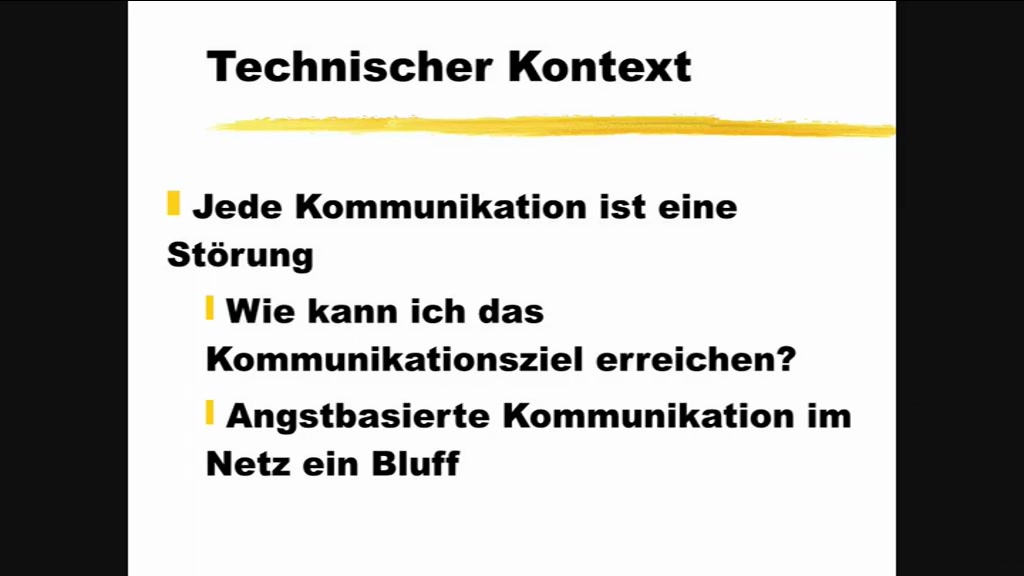 Technischer Kontext
Jede Kommunikation ist eine
Störung
Wie kann ich das
Kommunikationsziel erreichen?
Angstbasierte Kommunikation im
Netz ein Bluff